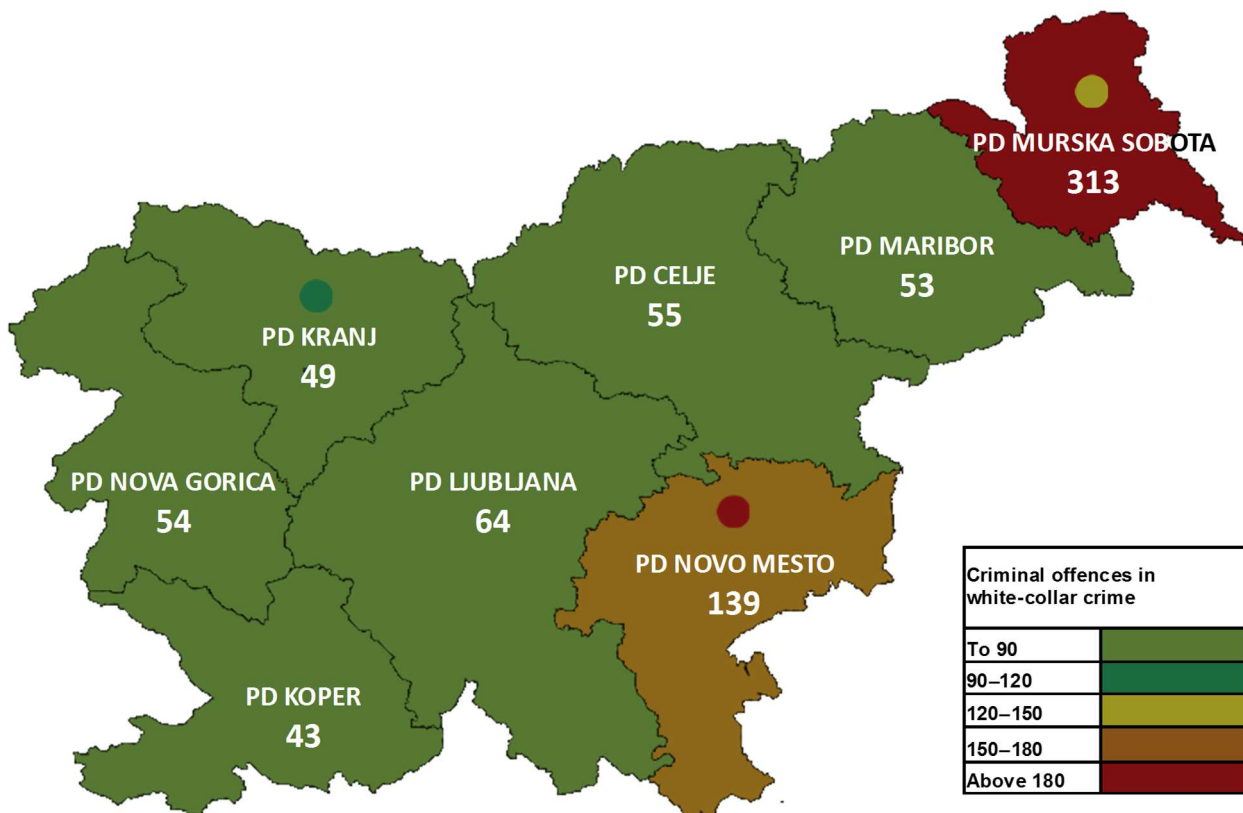 PD MURSKA SOBOTA
313
PD MARIBOR
53
PD CELJE
55
PD KRANJ
49
PD NOVA GORICA
54
PD LJUBLJANA
64
PD NOVO MESTO
139
PD KOPER
43
Criminal offences in
white-collar crime
To 90
90–120
120–150
150–180
Above 180